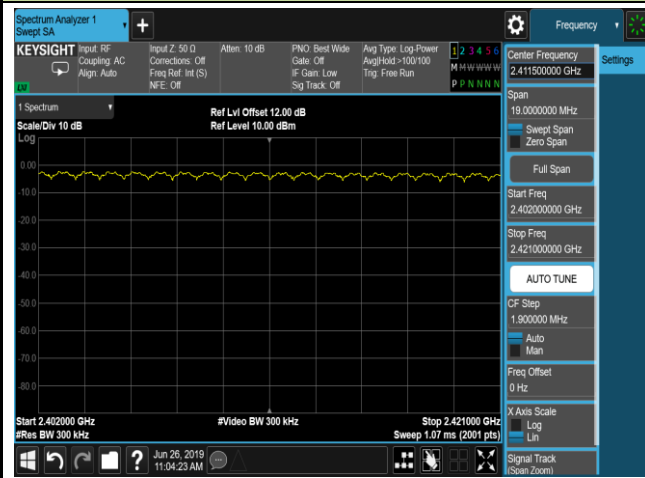 Spectrum Analyzer 1
Swept SA
Frequency
KEYSIGHT
Input: RF
Coupling: AC
Align: Auto
Input Z: 50 Ω
Corrections: Off
Freq Ref: Int (S)
NFE: Off
Atten: 10 dB
PNO: Best Wide
Gate: Off
IF Gain: Low
Sig Track: Off
Avg Type: Log-Power
Avg|Hold:>100/100
Trig: Free Run
1 2 3 4 5 6
M M W W W W
P P N N N N
Center Frequency
2.411500000 GHz
Settings
Span
19.0000000 MHz
Swept Span
Zero Span
Full Span
Start Freq
2.402000000 GHz
Stop Freq
2.421000000 GHz
AUTO TUNE
CF Step
1.900000 MHz
Auto
Man
Freq Offset
0 Hz
X Axis Scale
Log
Lin
Signal Track
(Span Zoom)
1 Spectrum
Scale/Div 10 dB
Ref Lvl Offset 12.00 dB
Ref Level 10.00 dBm
Log
0.00
-10.0
-20.0
-30.0
-40.0
-50.0
-60.0
-70.0
-80.0
Start 2.402000 GHz
#Video BW 300 kHz
Stop 2.421000 GHz
#Res BW 300 kHz
Sweep 1.07 ms (2001 pts)
?
Jun 26, 2019
11:04:23 AM